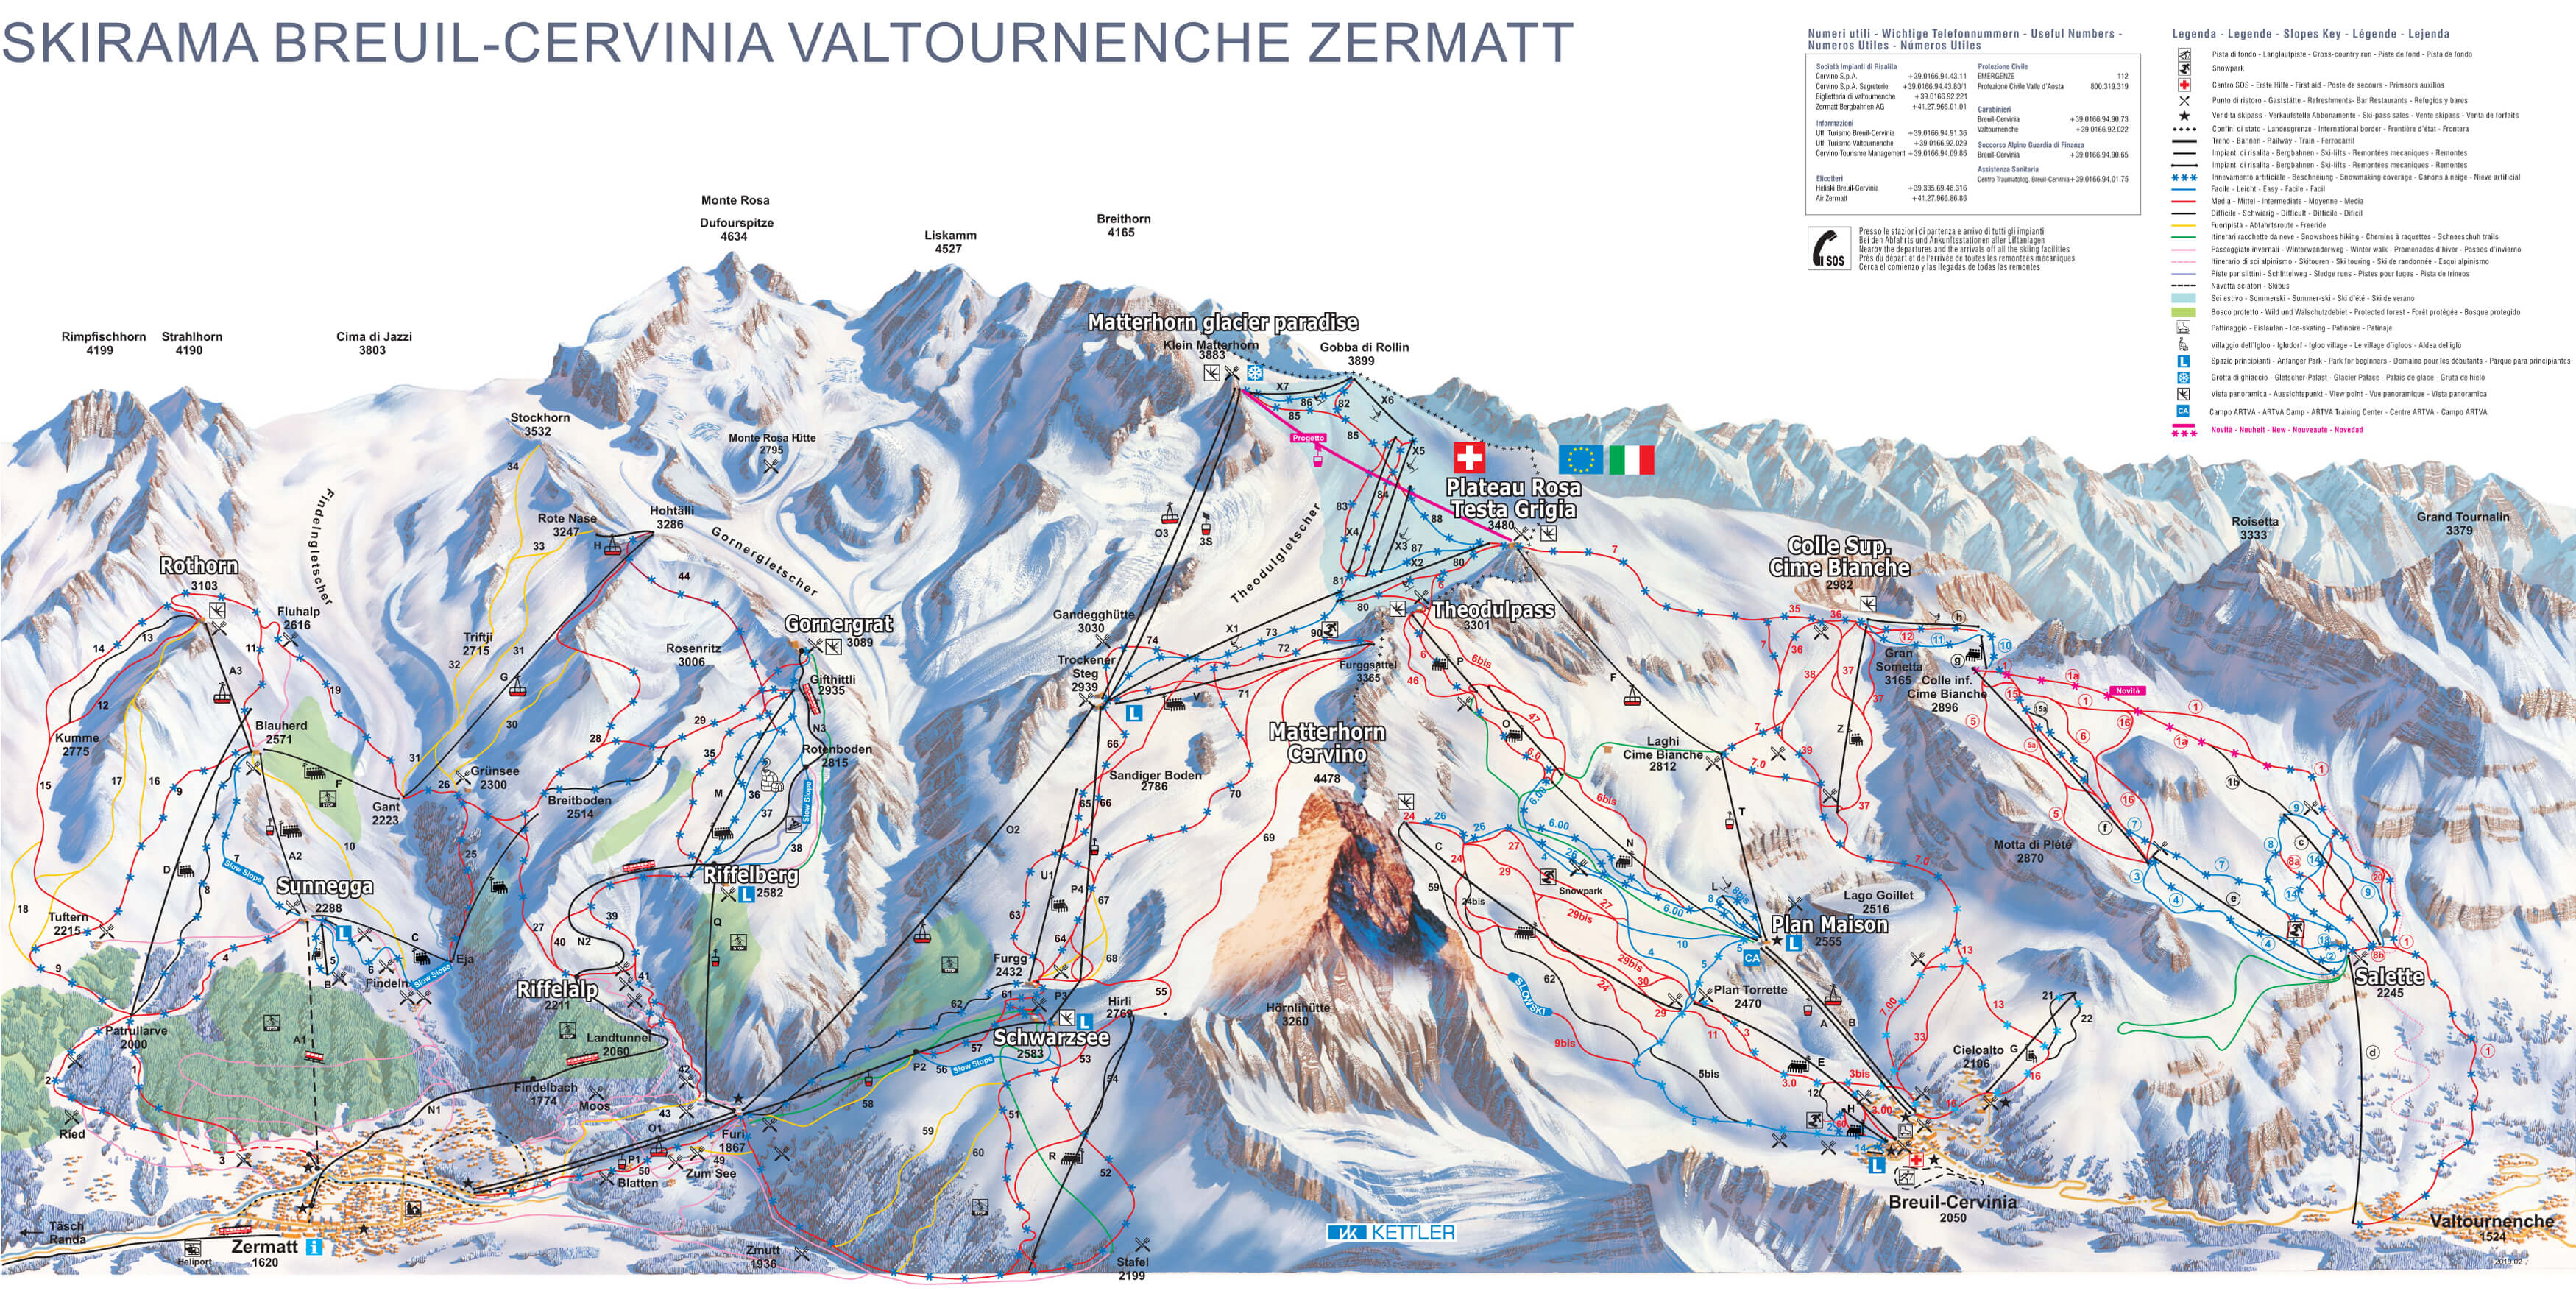 SKIRAMA BREUIL-CERVINIA VALTOURNENCHE ZERMATT
Numeri utili - Wichtige Telefonnummern - Useful Numbers -
Numeros Utiles - Números Utiles
Società Impianti di Risalita
Cervino S.p.A. +39.0166.94.43.11
Cervino S.p.A. Segreterie +39.0166.94.43.80/1
Biglietteria di Valtournenche +39.0166.92.221
Zermatt Bergbahnen AG +41.27.966.01.01
Informazioni
Uff. Turismo Breuil-Cervinia +39.0166.94.91.36
Uff. Turismo Valtournenche +39.0166.92.029
Cervino Tourisme Management +39.0166.94.09.86
Elicotteri
Heliski Breuil-Cervinia +39.335.69.48.316
Air Zermatt +41.27.966.86.86
Protezione Civile
EMERGENZE 112
Protezione Civile Valle d'Aosta 800.319.319
Carabinieri
Breuil-Cervinia +39.0166.94.90.73
Valtournenche +39.0166.92.022
Soccorso Alpino Guardia di Finanza
Breuil-Cervinia +39.0166.94.90.65
Assistenza Sanitaria
Centro Traumatolog. Breuil-Cervinia +39.0166.94.01.75
SOS
Presso le stazioni di partenza e arrivo di tutti gli impianti
Bei den Abfahrts und Ankunftsstationen aller Liftanlagen
Nearby the departures and the arrivals off all the skiing facilities
Près du départ et de l'arrivée de toutes les remontées mécaniques
Cerca el comienzo y las llegadas de todas las remontes
Legenda - Legende - Slopes Key - Légende - Lejenda
Pista di fondo - Langlaufpiste - Cross-country run - Piste de fond - Pista de fondo
Snowpark
Centro SOS - Erste Hilfe - First aid - Poste de secours - Primeors auxilios
Punto di ristoro - Gaststätte - Refreshments- Bar Restaurants - Refugios y bares
Vendita skipass - Verkaufstelle Abbonamente - Ski-pass sales - Vente skipass - Venta de forfaits
Confini di stato - Landesgrenze - International border - Frontière d'état - Frontera
Treno - Bahnen - Railway - Train - Ferrocarril
Impianti di risalita - Bergbahnen - Ski-lifts - Remontées mecaniques - Remontes
Impianti di risalita - Bergbahnen - Ski-lifts - Remontées mecaniques - Remontes
Innevamento artificiale - Beschneiung - Snowmaking coverage - Canons à neige - Nieve artificial
Facile - Leicht - Easy - Facile - Facil
Media - Mittel - Intermediate - Moyenne - Media
Difficile - Schwierig - Difficult - Difficile - Dificil
Fuoripista - Abfahrtsroute - Freeride
Itinerari racchette da neve - Snowshoes hiking - Chemins à raquettes - Schneeschuh trails
Passeggiate invernali - Winterwanderweg - Winter walk - Promenades d'hiver - Paseos d'invierno
Itinerario di sci alpinismo - Skitouren - Ski touring - Ski de randonnée - Esqui alpinismo
Piste per slittini - Schlittelweg - Sledge runs - Pistes pour luges - Pista de trineos
Navetta sciatori - Skibus
Sci estivo - Sommerski - Summer-ski - Ski d'été - Ski de verano
Bosco protetto - Wild und Walschutzdebiet - Protected forest - Forêt protégée - Bosque protegido
Pattinaggio - Eislaufen - Ice-skating - Patinoire - Patinaje
Villaggio dell'Igloo - Igludorf - Igloo village - Le village d'igloos - Aldea del iglú
L
Spazio principianti - Anfanger Park - Park for beginners - Domaine pour les débutants - Parque para principiantes
Grotta di ghiaccio - Gletscher-Palast - Glacier Palace - Palais de glace - Gruta de hielo
Vista panoramica - Aussichtspunkt - View point - Vue panoramique - Vista panoramica
CA
Campo ARTVA - ARTVA Camp - ARTVA Training Center - Centre ARTVA - Campo ARTVA
Novità - Neuheit - New - Nouveauté - Novedad
Monte Rosa
Dufourspitze
4634
Liskamm
4527
Breithorn
4165
Rimpfischhorn
4199
Strahlhorn
4190
Cima di Jazzi
3803
Matterhorn glacier paradise
Klein Matterhorn
3883
Gobba di Rollin
3899
Stockhorn
3532
Monte Rosa Hütte
2795
Progetto
Plateau Rosa
Testa Grigia
3480
Rote Nase
3247
Hohtälli
3286
Findelngletscher
Gornergletscher
Theodulgletscher
Roisetta
3333
Grand Tournalin
3379
Colle Sup.
Cime Bianche
2982
Rothorn
3103
Fluhalp
2616
Triftji
2715
Rosenritz
3006
Gornergrat
3089
Gandegghütte
3030
Theodulpass
3301
Trockener
Steg
2939
Furggsattel
3365
Gifthittli
2935
Gran
Sometta
3165
Colle inf.
Cime Bianche
2896
Novità
Kumme
2775
Blauherd
2571
Rotenboden
2815
Matterhorn
Cervino
4478
Laghi
Cime Bianche
2812
Grünsee
2300
Gant
2223
Breitboden
2514
Sandiger Boden
2786
Motta di Pleté
2870
Slow Slope
Slow Slope
Sunnegga
2288
Riffelberg
2582
Snowpark
Lago Goillet
2516
Plan Maison
2555
Tuftern
2215
Eja
Findeln
Slow Slope
Furgg
2432
Plan Torrette
2470
Salette
2245
Riffelalp
2211
SLOWSKI
Hörnlihütte
3260
Hirli
2769
Schwarzsee
2583
Slow Slope
Patrullarve
2000
Landtunnel
2060
Findelbach
1774
Moos
Cieloalto
2106
Ried
Furi
1867
Zum See
Blatten
Breuil-Cervinia
2050
Täsch
Randa
Heliport
Zermatt
1620
Zmutt
1936
Stafel
2199
KETTLER
Valtournenche
1524
2019.02